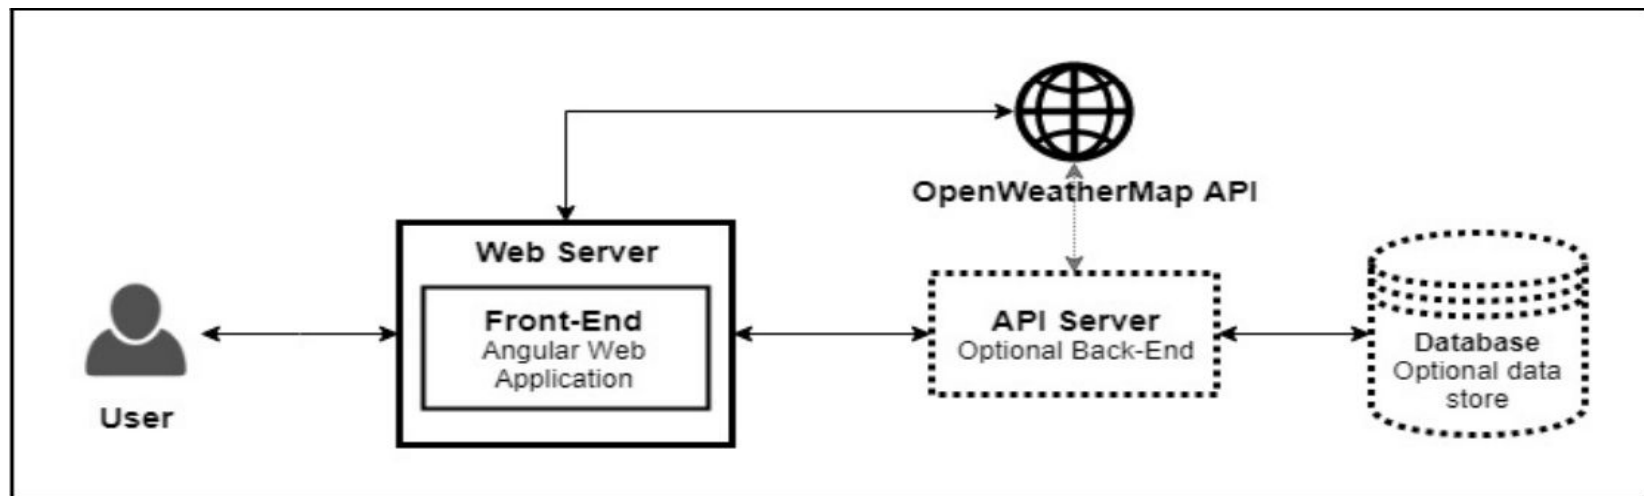 OpenWeatherMap API
Web Server
Front-End
Angular Web
Application
API Server
Optional Back-End
Database
Optional data
store
User